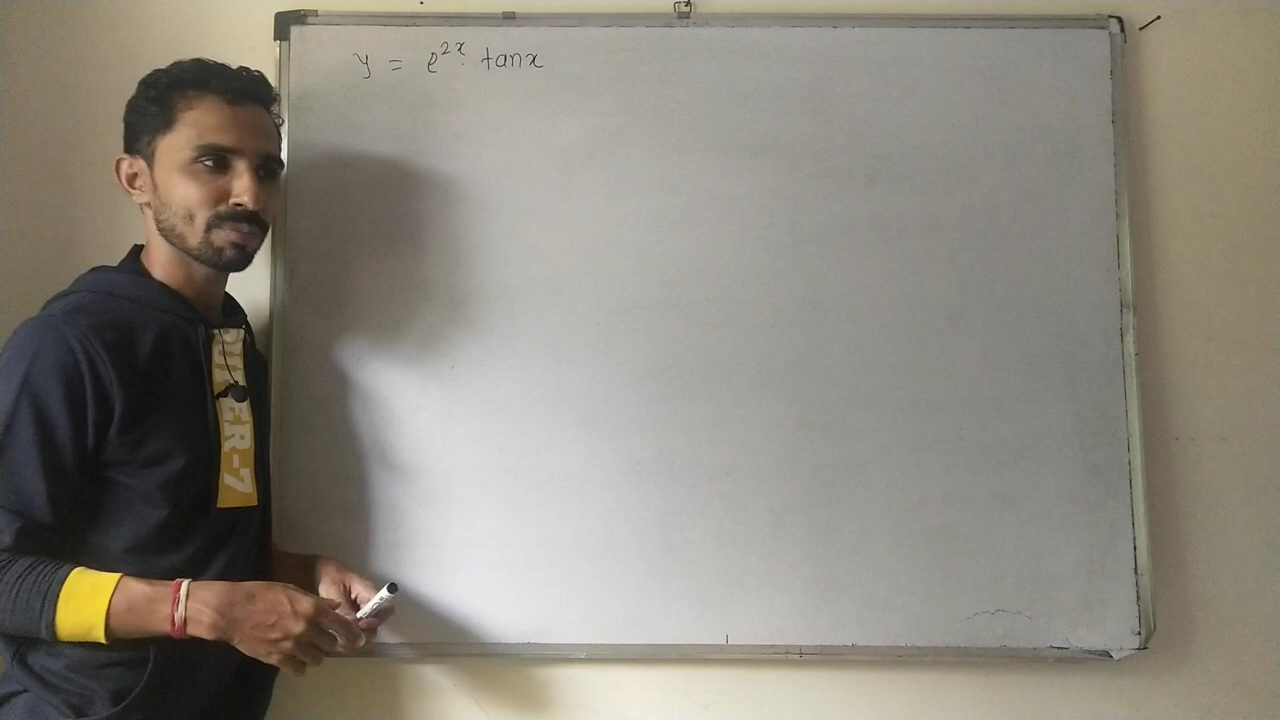 y = e^{2x} · tanx